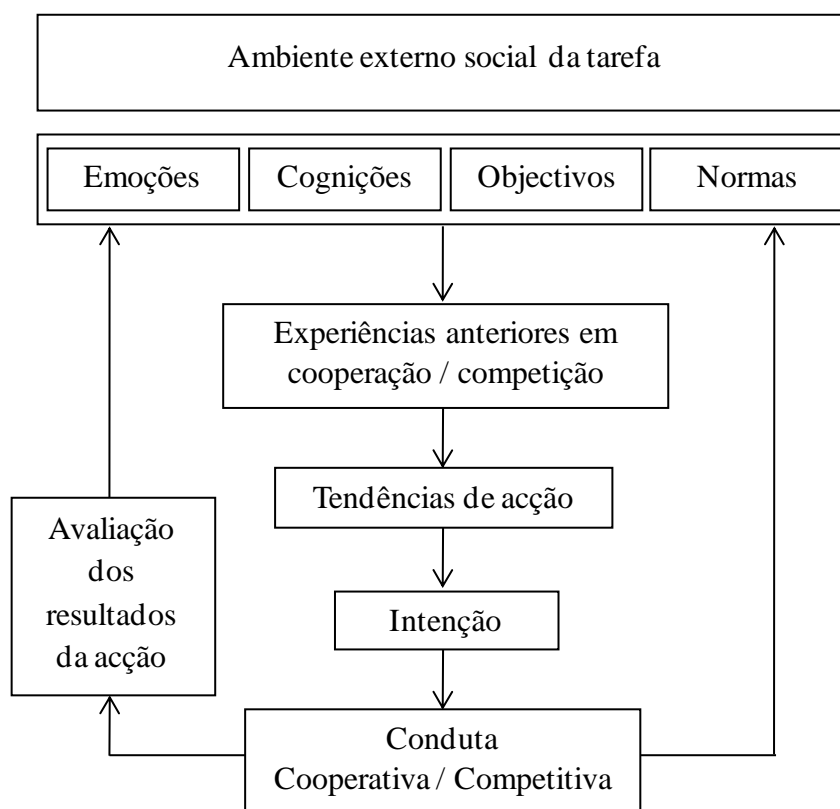 Ambiente externo social da tarefa
Emoções
Cognições
Objectivos
Normas
Experiências anteriores em
cooperação / competição
Tendências de acção
Avaliação
dos
resultados
da acção
Intenção
Conduta
Cooperativa / Competitiva